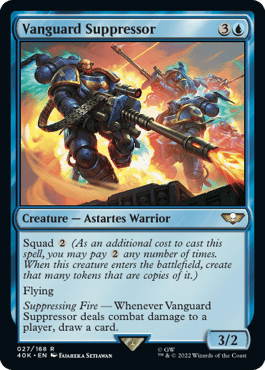 Vanguard Suppressor 3
Creature — Astartes Warrior
Squad 2 (As an additional cost to cast this
spell, you may pay 2 any number of times.
When this creature enters the battlefield, create
that many tokens that are copies of it.)
Flying
Suppressing Fire — Whenever Vanguard
Suppressor deals combat damage to a
player, draw a card.
3/2
027/168 R
40K • EN Fajareka Setiawan
© GW
™ & © 2022 Wizards of the Coast